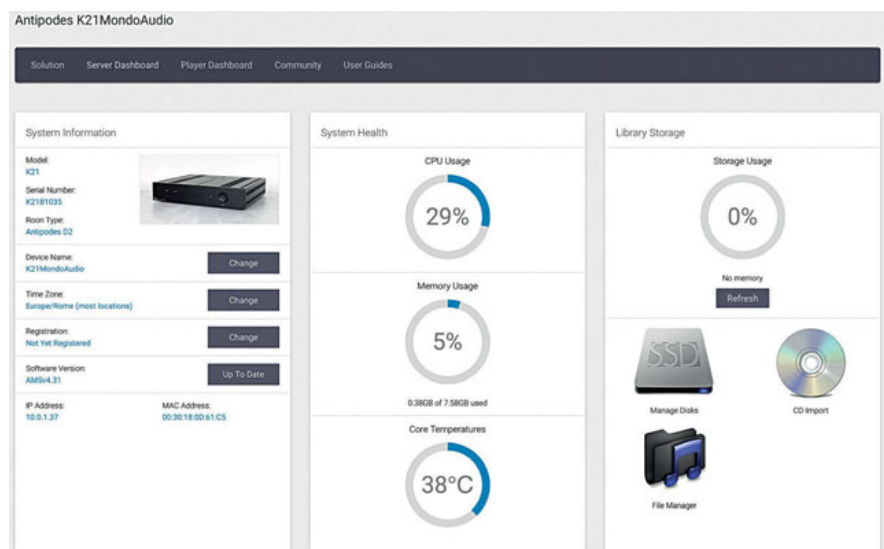 Antipodes K21MondoAudio
Solution Server Dashboard Player Dashboard Community User Guides
System Information
Model:
K21
Serial Number:
K2181035
Roon Type:
Antipodes D2
Device Name:
K21MondoAudio
Change
Time Zone:
Europe/Rome (most locations)
Change
Registration:
Not Yet Registered
Change
Software Version:
AMSv4.31
Up To Date
IP Address:
10.0.1.37
MAC Address:
00:30:18:0D:61:C5
System Health
CPU Usage
29%
Memory Usage
5%
0.38GB of 7.58GB used
Core Temperatures
38°C
Library Storage
Storage Usage
0%
No memory
Refresh
SSD
Manage Disks
CD Import
File Manager